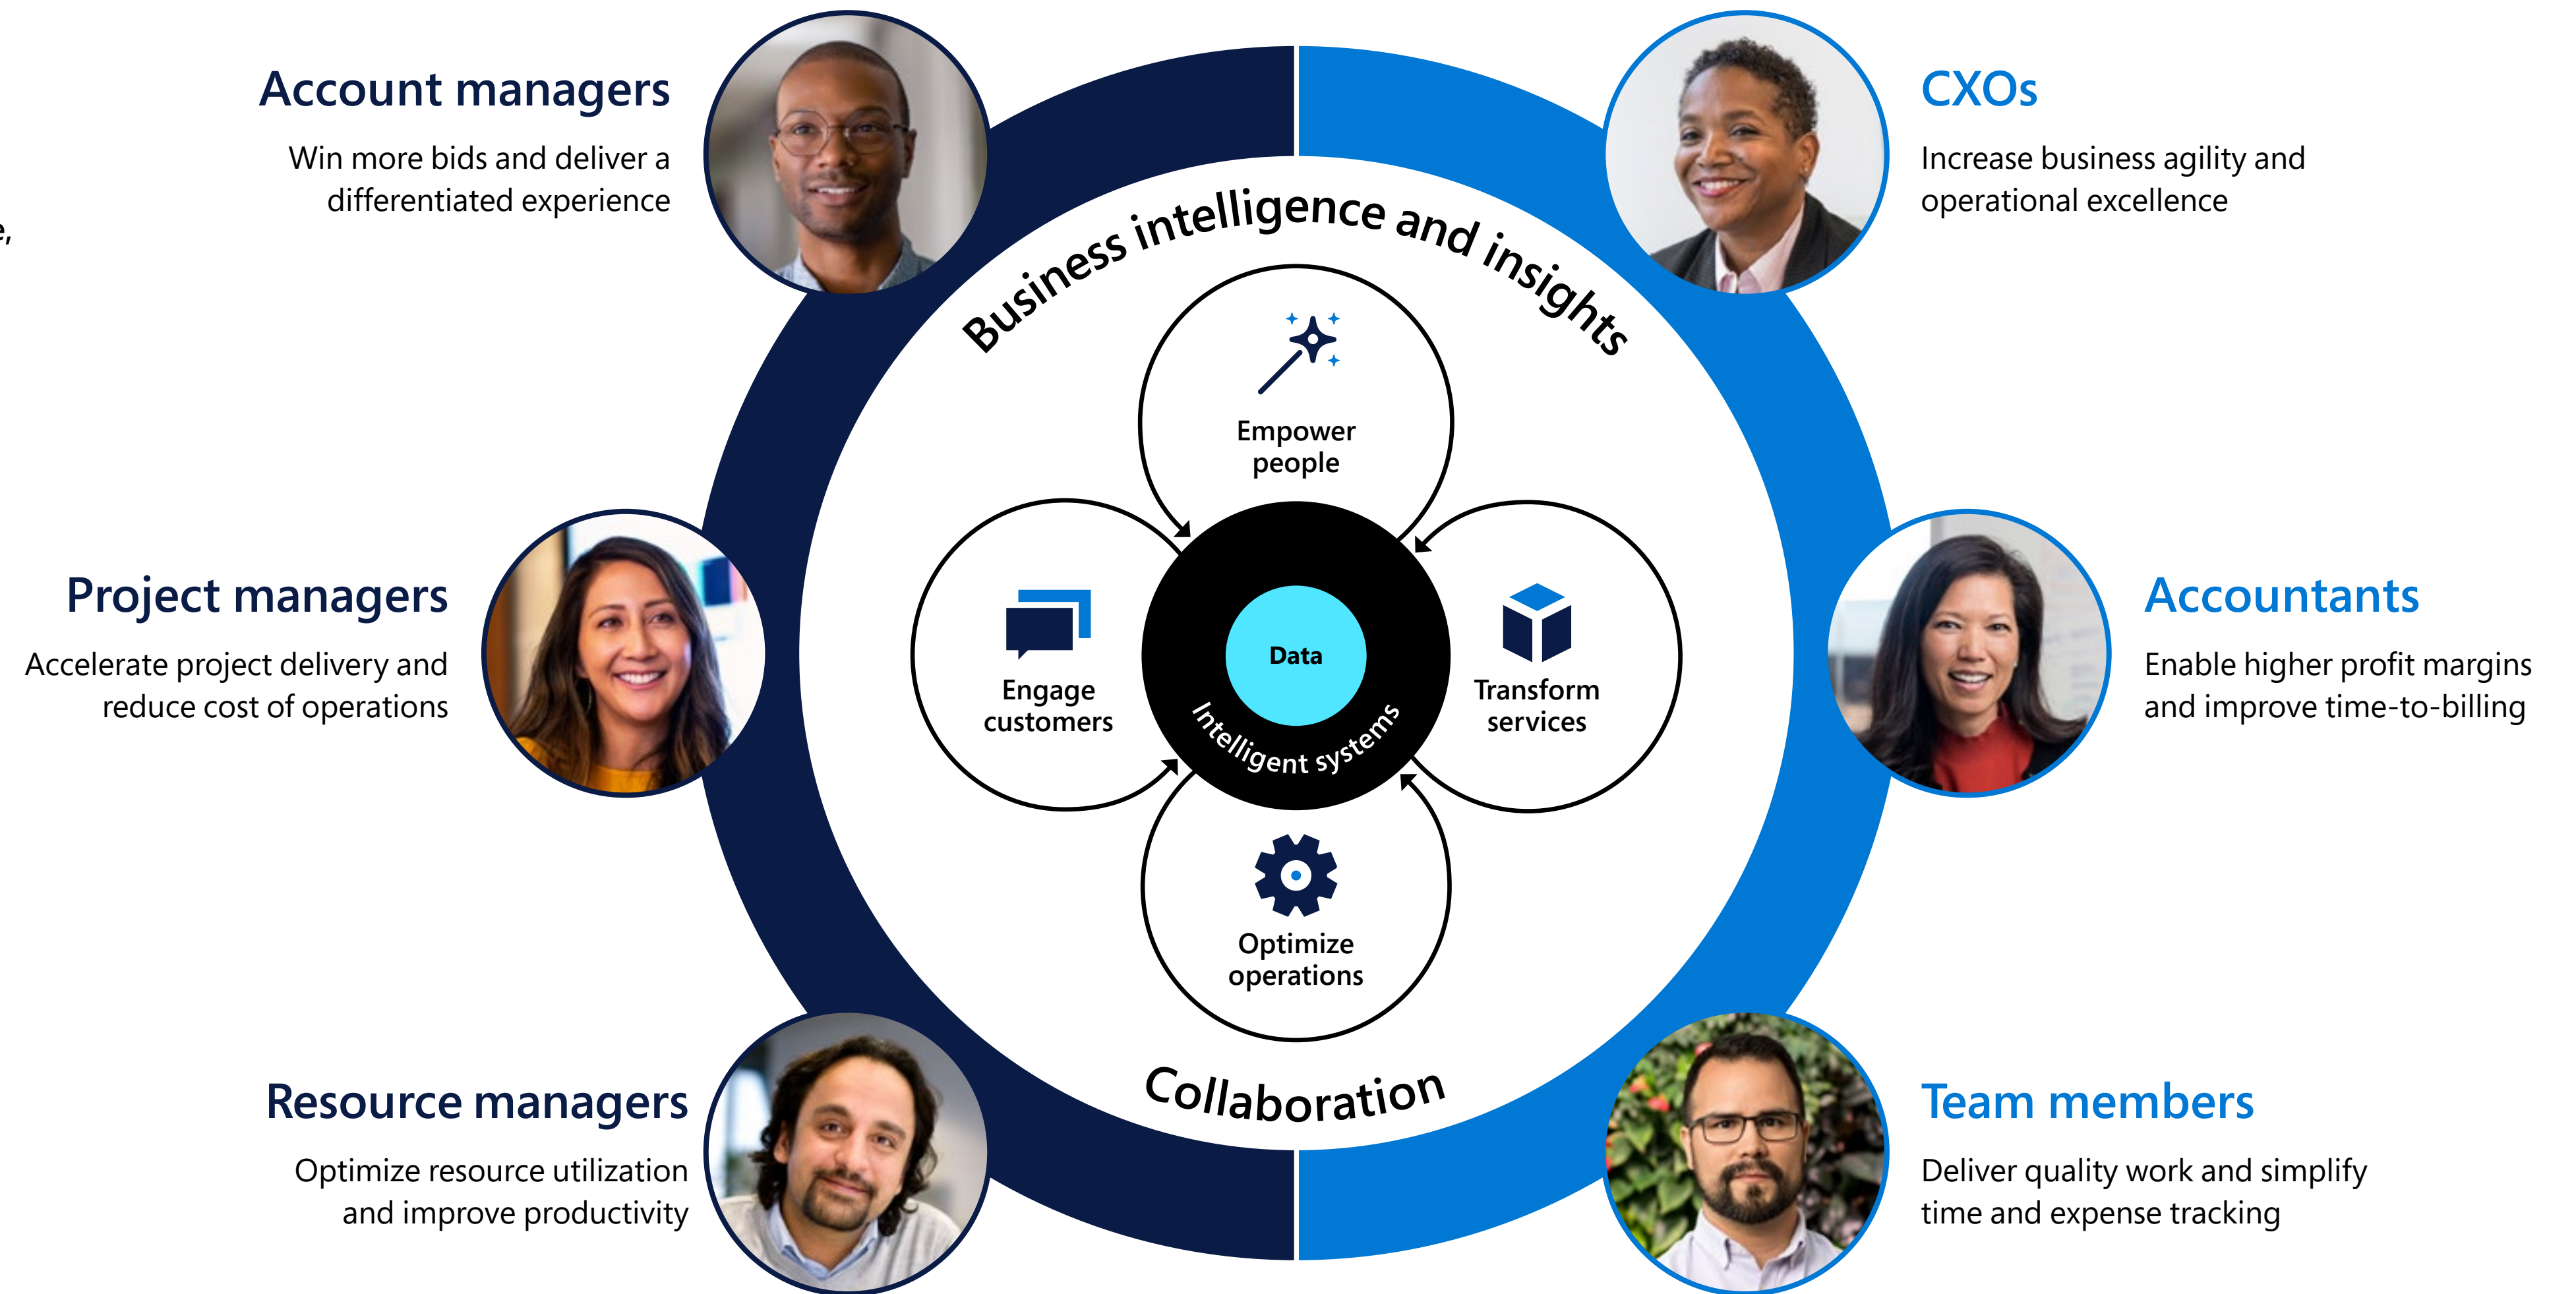 Account managers
Win more bids and deliver a
differentiated experience
e,
Project managers
Accelerate project delivery and
reduce cost of operations
Resource managers
Optimize resource utilization
and improve productivity
Business intelligence and insights
Empower
people
Engage
customers
Data
Intelligent systems
Transform
services
Optimize
operations
Collaboration
CXOs
Increase business agility and
operational excellence
Accountants
Enable higher profit margins
and improve time-to-billing
Team members
Deliver quality work and simplify
time and expense tracking